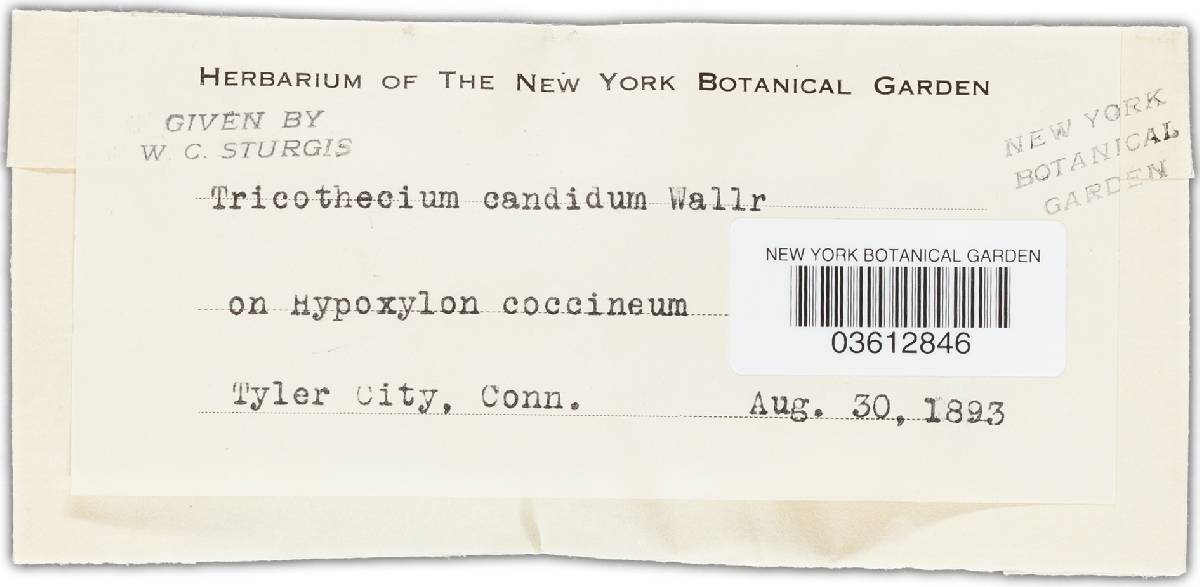 HERBARIUM OF THE NEW YORK BOTANICAL GARDEN
GIVEN BY
W. C. STURGIS
NEW YORK
BOTANICAL
GARDEN
Tricothecium candidum Wallr
NEW YORK BOTANICAL GARDEN
03612846
on Hypoxylon coccineum
Tyler City, Conn.
Aug. 30, 1893